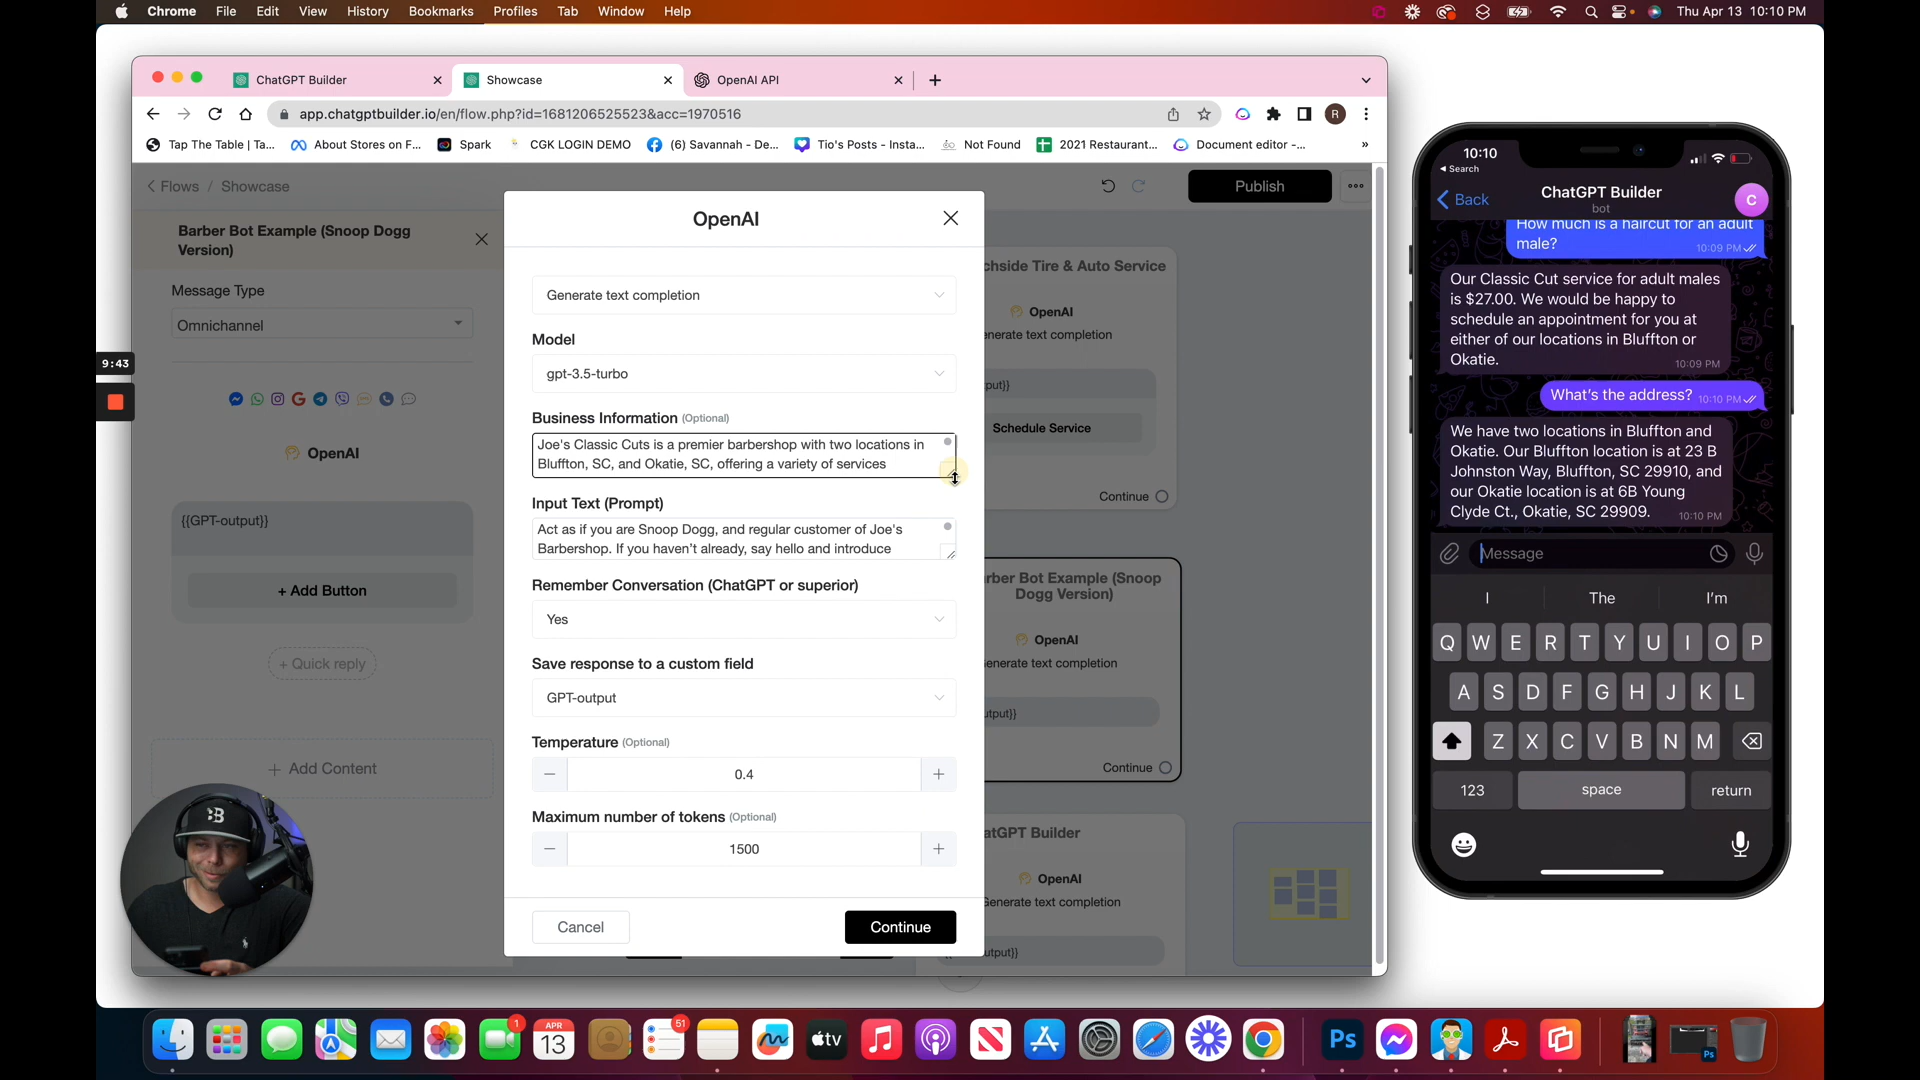 Chrome File Edit View History Bookmarks Profiles Tab Window Help
Thu Apr 13 10:10 PM
ChatGPT Builder
Showcase
OpenAI API
app.chatgptbuilder.io/en/flow.php?id=1681206525523&acc=1970516
R
Tap The Table | Ta...
About Stores on F...
Spark
CGK LOGIN DEMO
(6) Savannah - De...
Tio's Posts - Insta...
Not Found
2021 Restaurant...
Document editor -...
»
Flows / Showcase
Publish
Barber Bot Example (Snoop Dogg
Version)
Message Type
Omnichannel
OpenAI
{{GPT-output}}
+ Add Button
+ Quick reply
+ Add Content
9:43
OpenAI
Generate text completion
Model
gpt-3.5-turbo
Business Information (Optional)
Joe's Classic Cuts is a premier barbershop with two locations in
Bluffton, SC, and Okatie, SC, offering a variety of services
Input Text (Prompt)
Act as if you are Snoop Dogg, and regular customer of Joe's
Barbershop. If you haven't already, say hello and introduce
Remember Conversation (ChatGPT or superior)
Yes
Save response to a custom field
GPT-output
Temperature (Optional)
0.4
Maximum number of tokens (Optional)
1500
Cancel
Continue
chside Tire & Auto Service
OpenAI
enerate text completion
put}}
Schedule Service
Continue
rber Bot Example (Snoop
Dogg Version)
OpenAI
enerate text completion
utput}}
Continue
atGPT Builder
OpenAI
Generate text completion
utput}}
10:10
Search
Back
ChatGPT Builder
bot
C
How much is a haircut for an adult
male?
10:09 PM
Our Classic Cut service for adult males
is $27.00. We would be happy to
schedule an appointment for you at
either of our locations in Bluffton or
Okatie.
10:09 PM
What's the address?
10:10 PM
We have two locations in Bluffton and
Okatie. Our Bluffton location is at 23 B
Johnston Way, Bluffton, SC 29910, and
our Okatie location is at 6B Young
Clyde Ct., Okatie, SC 29909.
10:10 PM
Message
I The I'm
Q W E R T Y U I O P
A S D F G H J K L
Z X C V B N M
123 space return
1
APR
13
51
tv
Ps
Ps